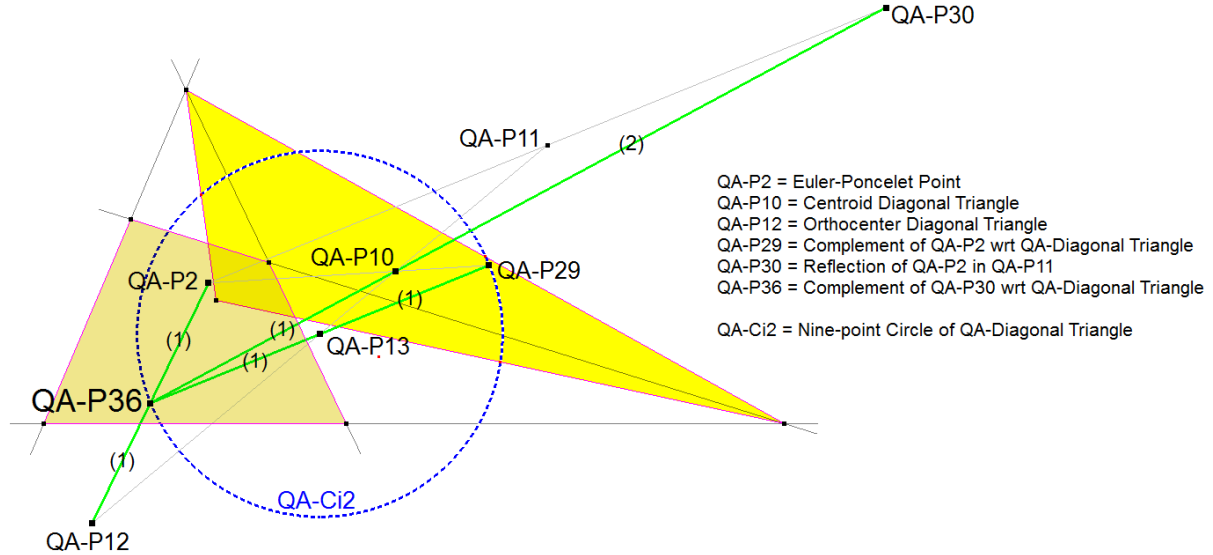 QA-P30
QA-P11
(2)
QA-P2 = Euler-Poncelet Point
QA-P10 = Centroid Diagonal Triangle
QA-P12 = Orthocenter Diagonal Triangle
QA-P29 = Complement of QA-P2 wrt QA-Diagonal Triangle
QA-P30 = Reflection of QA-P2 in QA-P11
QA-P36 = Complement of QA-P30 wrt QA-Diagonal Triangle
QA-Ci2 = Nine-point Circle of QA-Diagonal Triangle
QA-P10
QA-P29
QA-P2
(1)
(1)
(1)
(1)
QA-P13
QA-P36
(1)
QA-Ci2
QA-P12